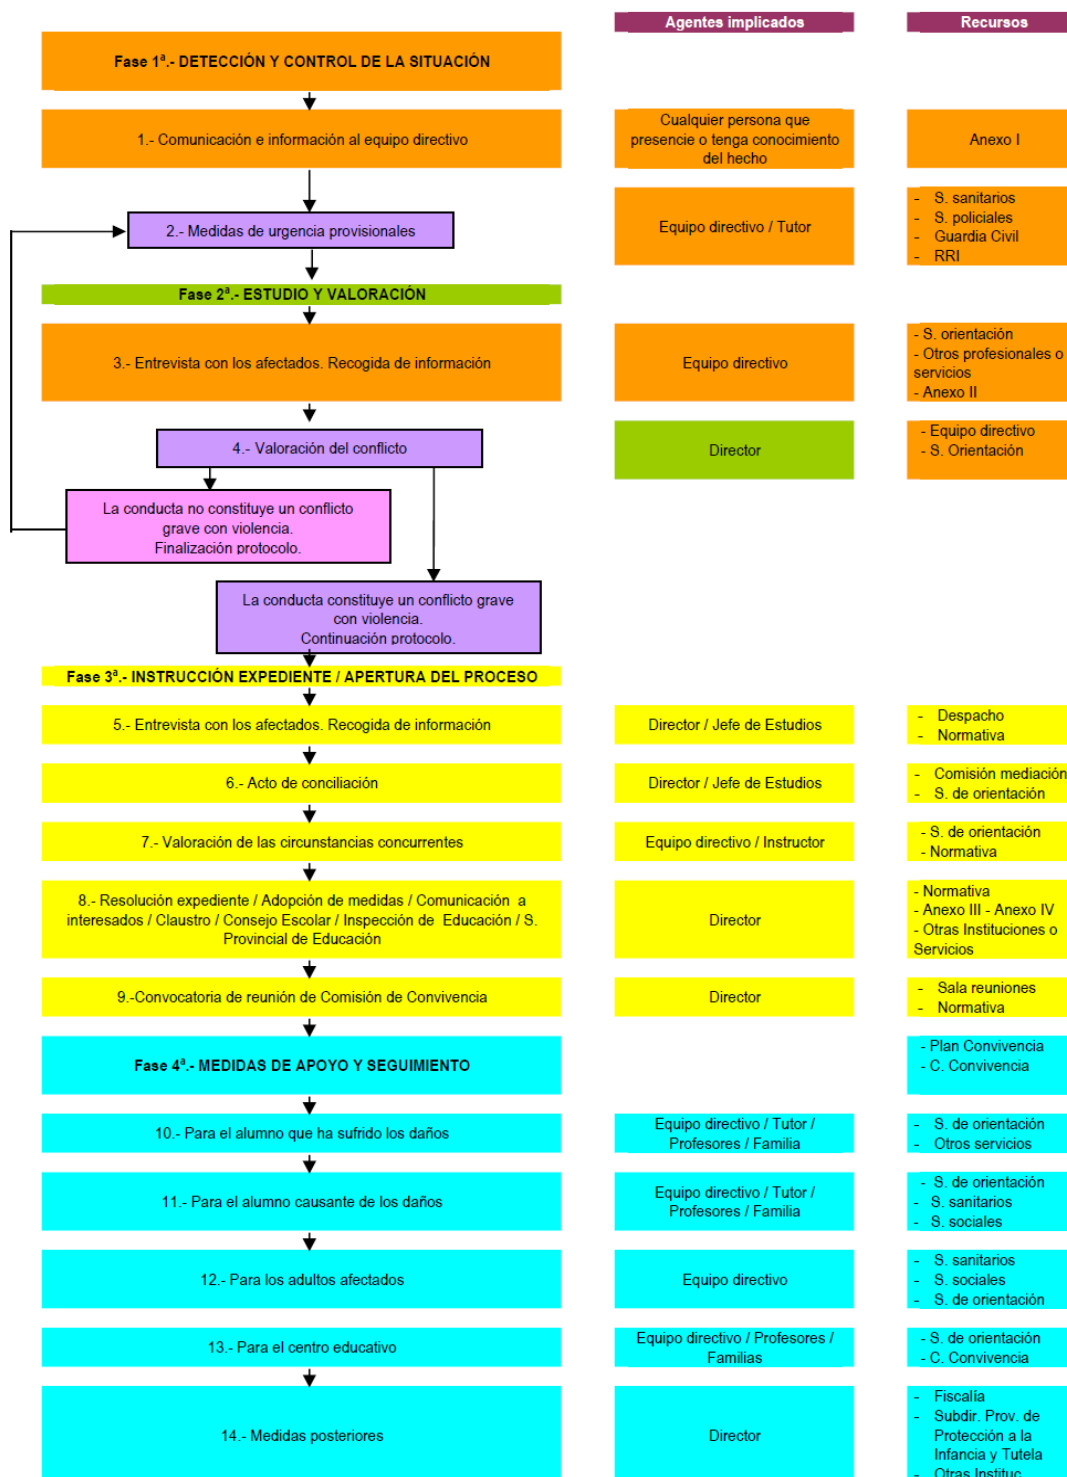 Agentes implicados
Recursos
Fase 1ª.- DETECCIÓN Y CONTROL DE LA SITUACIÓN
1.- Comunicación e información al equipo directivo
Cualquier persona que
presencie o tenga conocimiento
del hecho
Anexo I
2.- Medidas de urgencia provisionales
Equipo directivo / Tutor
- S. sanitarios
- S. policiales
- Guardia Civil
- RRI
Fase 2ª.- ESTUDIO Y VALORACIÓN
3.- Entrevista con los afectados. Recogida de información
Equipo directivo
- S. orientación
- Otros profesionales o
servicios
- Anexo II
4.- Valoración del conflicto
Director
- Equipo directivo
- S. Orientación
La conducta no constituye un conflicto
grave con violencia.
Finalización protocolo.
La conducta constituye un conflicto grave
con violencia.
Continuación protocolo.
Fase 3ª.- INSTRUCCIÓN EXPEDIENTE / APERTURA DEL PROCESO
5.- Entrevista con los afectados. Recogida de información
Director / Jefe de Estudios
- Despacho
- Normativa
6.- Acto de conciliación
Director / Jefe de Estudios
- Comisión mediación
- S. de orientación
7.- Valoración de las circunstancias concurrentes
Equipo directivo / Instructor
- S. de orientación
- Normativa
8.- Resolución expediente / Adopción de medidas / Comunicación a
interesados / Claustro / Consejo Escolar / Inspección de Educación / S.
Provincial de Educación
Director
- Normativa
- Anexo III - Anexo IV
- Otras Instituciones o
Servicios
9.-Convocatoria de reunión de Comisión de Convivencia
Director
- Sala reuniones
- Normativa
Fase 4ª.- MEDIDAS DE APOYO Y SEGUIMIENTO
- Plan Convivencia
- C. Convivencia
10.- Para el alumno que ha sufrido los daños
Equipo directivo / Tutor /
Profesores / Familia
- S. de orientación
- Otros servicios
11.- Para el alumno causante de los daños
Equipo directivo / Tutor /
Profesores / Familia
- S. de orientación
- S. sanitarios
- S. sociales
12.- Para los adultos afectados
Equipo directivo
- S. sanitarios
- S. sociales
- S. de orientación
13.- Para el centro educativo
Equipo directivo / Profesores /
Familias
- S. de orientación
- C. Convivencia
14.- Medidas posteriores
Director
- Fiscalía
- Subdir. Prov. de
Protección a la
Infancia y Tutela
- Otras Instituc